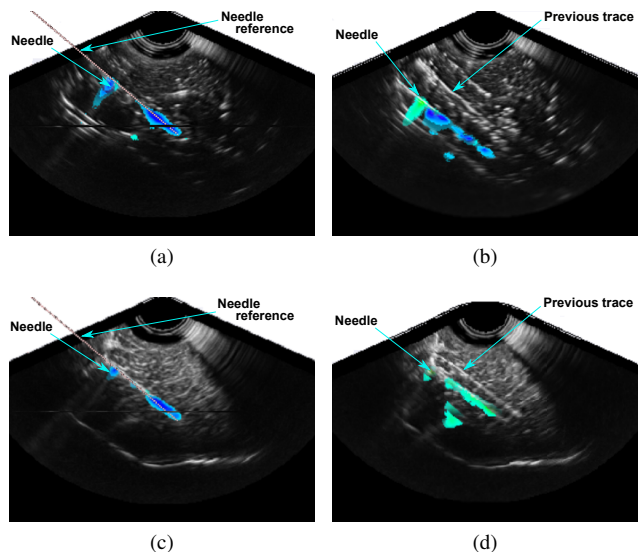 Needle
reference
Needle
(a)
Previous trace
Needle
(b)
Needle
reference
Needle
(c)
Previous trace
Needle
(d)